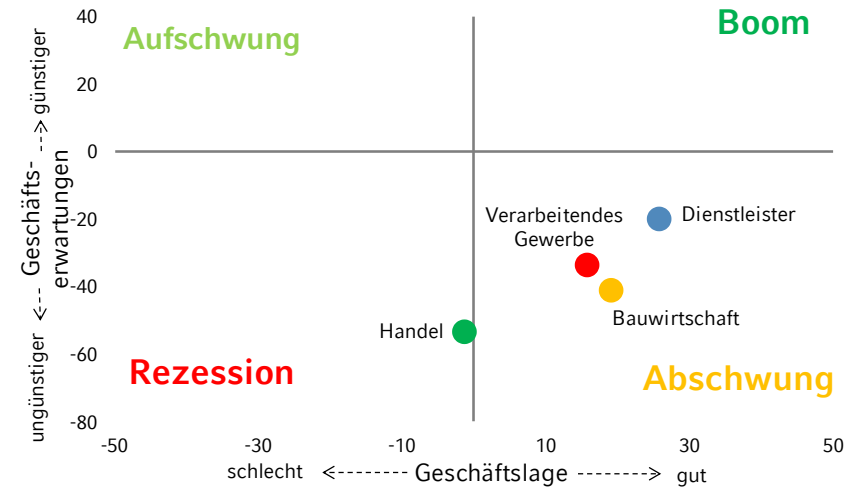 40
Aufschwung
Boom
20
0
-20
-40
-60
-80
ungünstiger <--- Geschäfts-
erwartungen
---> günstiger
Verarbeitendes
Gewerbe
Dienstleister
Bauwirtschaft
Handel
Rezession
Abschwung
-50
-30
-10
10
30
50
schlecht <-------- Geschäftslage -------> gut